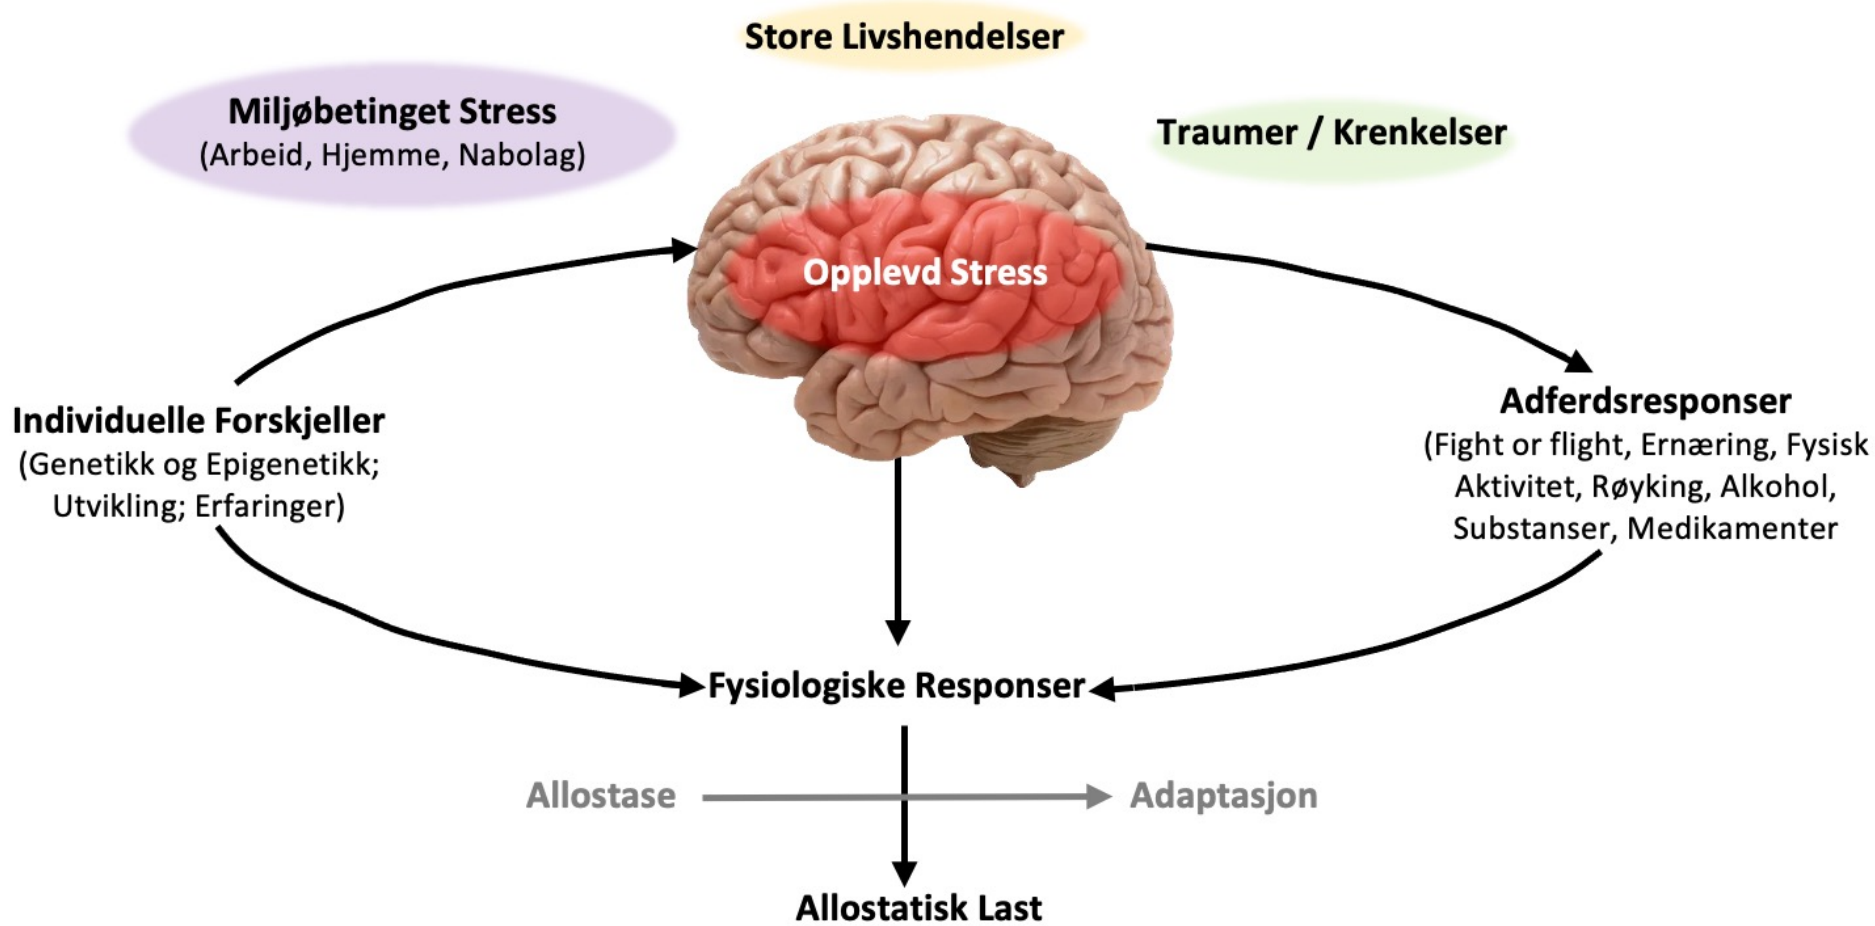 Store Livshendelser
Miljøbetinget Stress
(Arbeid, Hjemme, Nabolag)
Traumer / Krenkelser
Opplevd Stress
Individuelle Forskjeller
(Genetikk og Epigenetikk;
Utvikling; Erfaringer)
Adferdsresponser
(Fight or flight, Ernæring, Fysisk
Aktivitet, Røyking, Alkohol,
Substanser, Medikamenter
Fysiologiske Responser
Allostase
Adaptasjon
Allostatisk Last